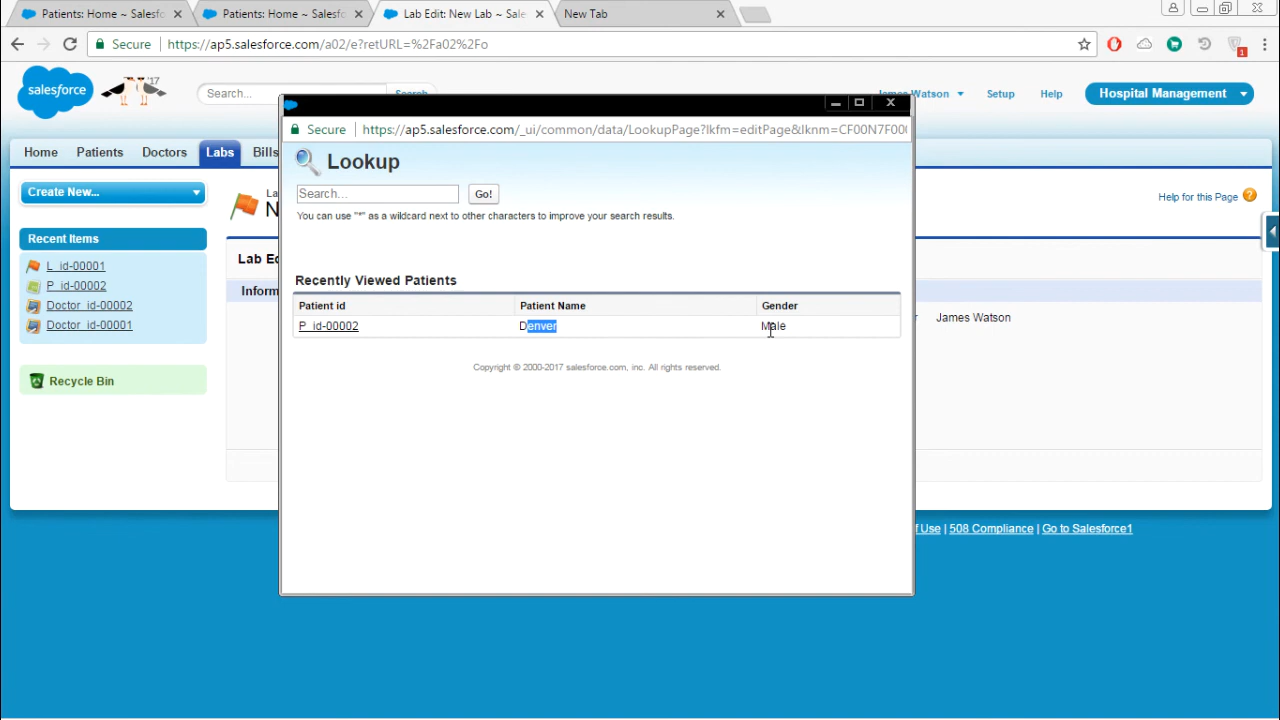 Patients: Home ~ Salesfo
Patients: Home ~ Salesfo
Lab Edit: New Lab ~ Sale
New Tab
Secure
https://ap5.salesforce.com/a02/e?retURL=%2Fa02%2Fo
1
salesforce
'17
Search...
Search
James Watson
Setup
Help
Hospital Management
Home
Patients
Doctors
Labs
Bills
Create New...
Help for this Page
Recent Items
L_id-00001
P_id-00002
Doctor_id-00002
Doctor_id-00001
Recycle Bin
La
N
Lab Ed
Inform
James Watson
Secure
https://ap5.salesforce.com/_ui/common/data/LookupPage?lkfm=editPage&lknm=CF00N7F000
Lookup
Search...
Go!
You can use "*" as a wildcard next to other characters to improve your search results.
Recently Viewed Patients
Patient id Patient Name Gender
P_id-00002 Denver Male
Copyright © 2000-2017 salesforce.com, inc. All rights reserved.
of Use | 508 Compliance | Go to Salesforce1